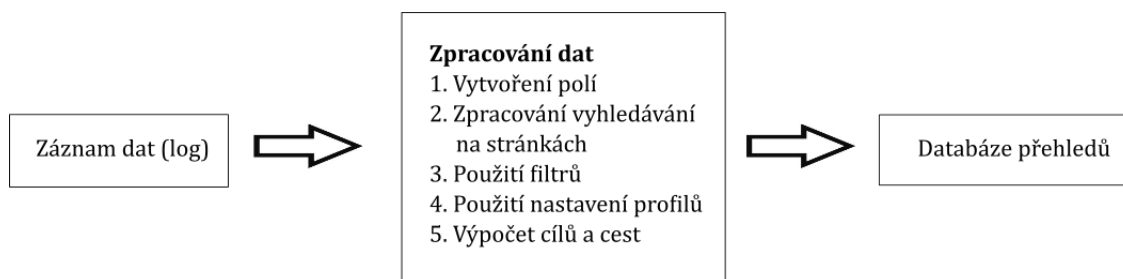 Záznam dat (log)
Zpracování dat
1. Vytvoření polí
2. Zpracování vyhledávání
na stránkách
3. Použití filtrů
4. Použití nastavení profilů
5. Výpočet cílů a cest
Databáze přehledů